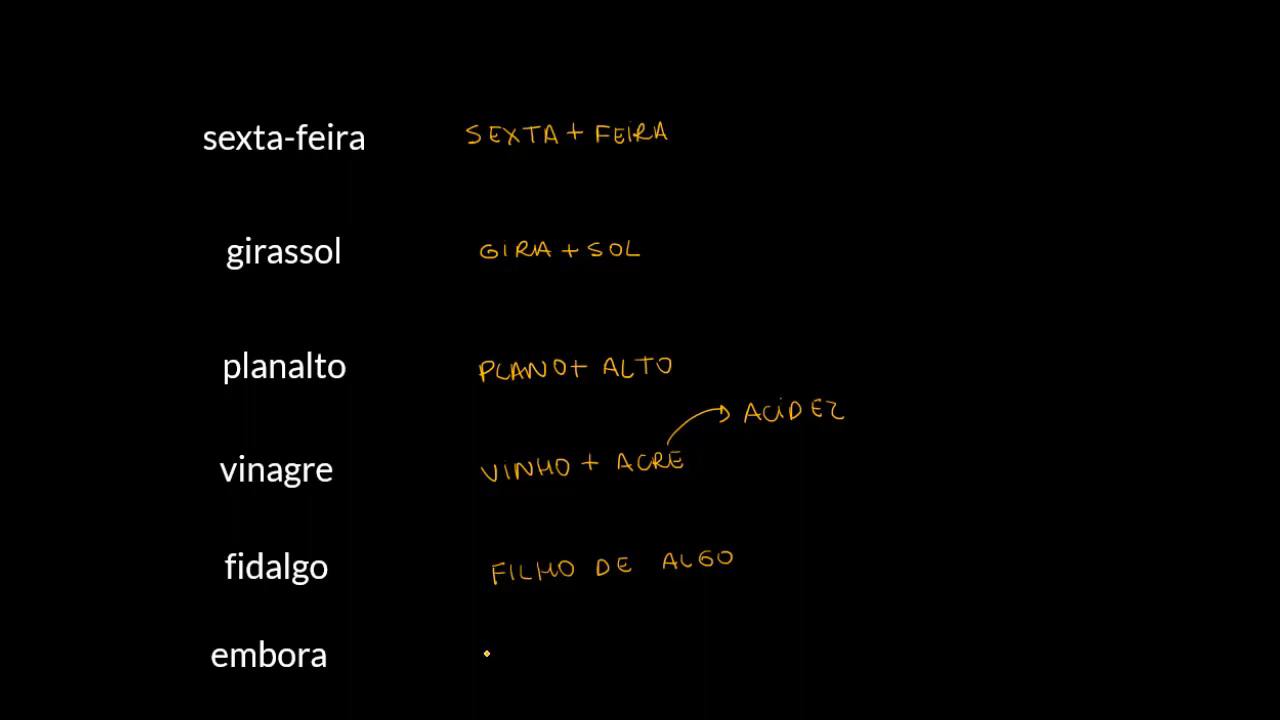 sexta-feira SEXTA + FEIRA
girassol GIRA + SOL
planalto PLANO + ALTO
ACIDEZ
vinagre VINHO + ACRE
fidalgo FILHO DE ALGO
embora